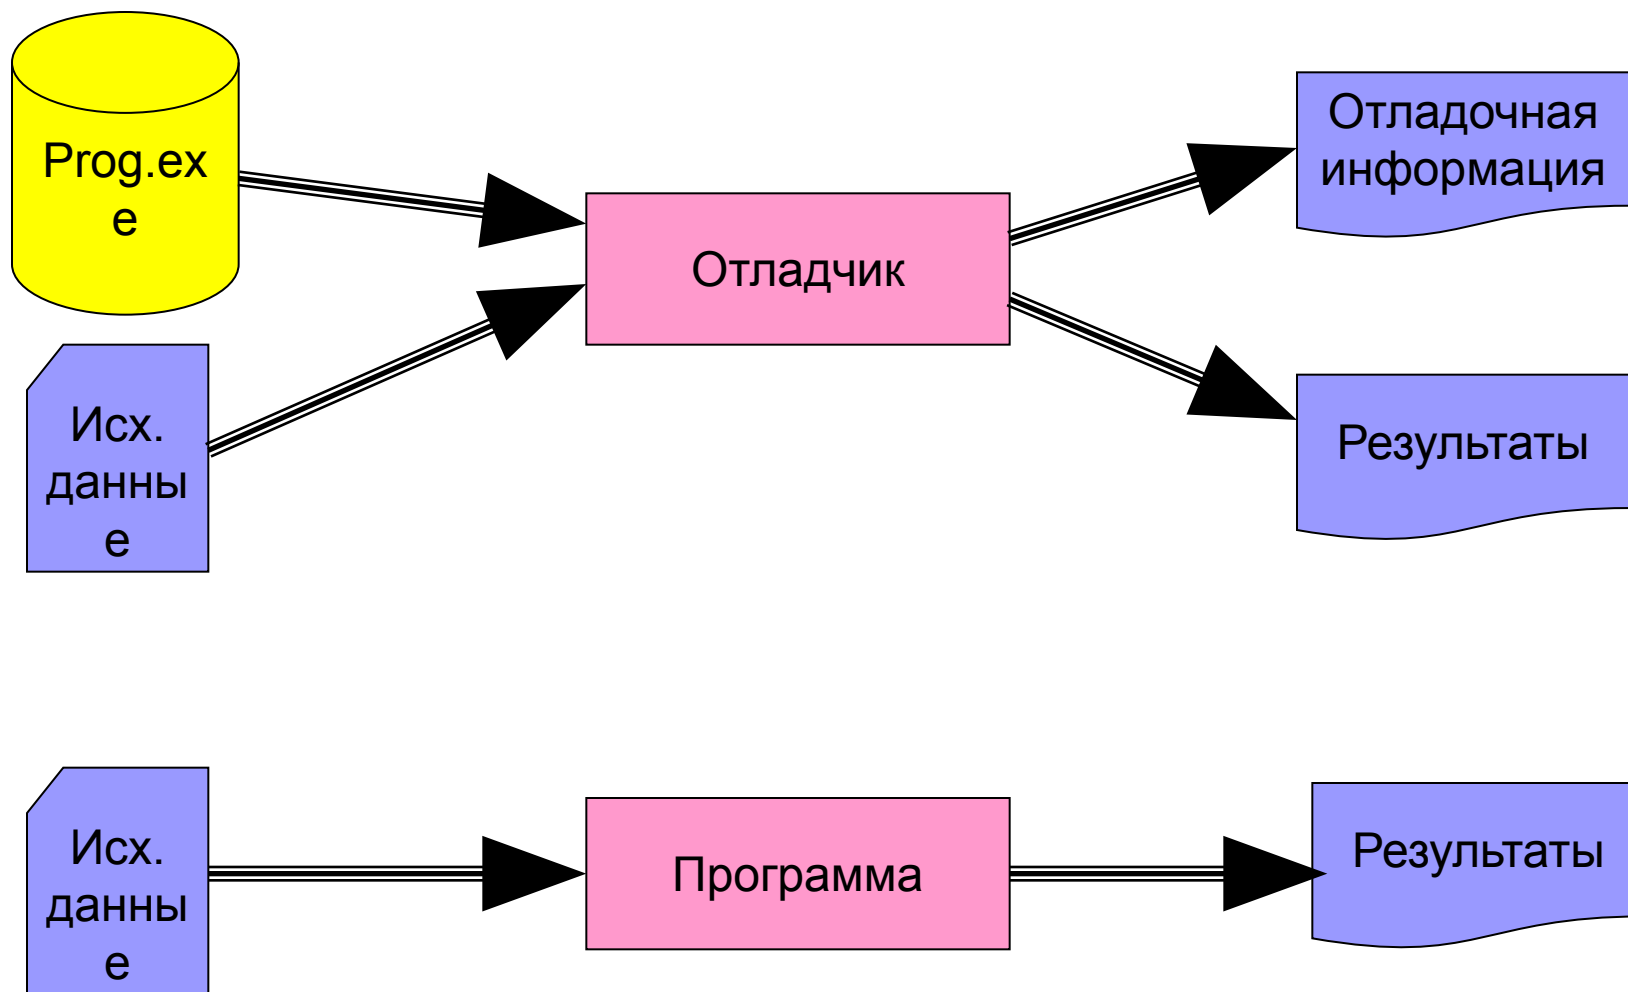 Prog.ex
e
Отладчик
Отладочная
информация
Исх.
данны
е
Результаты
Исх.
данны
е
Программа
Результаты